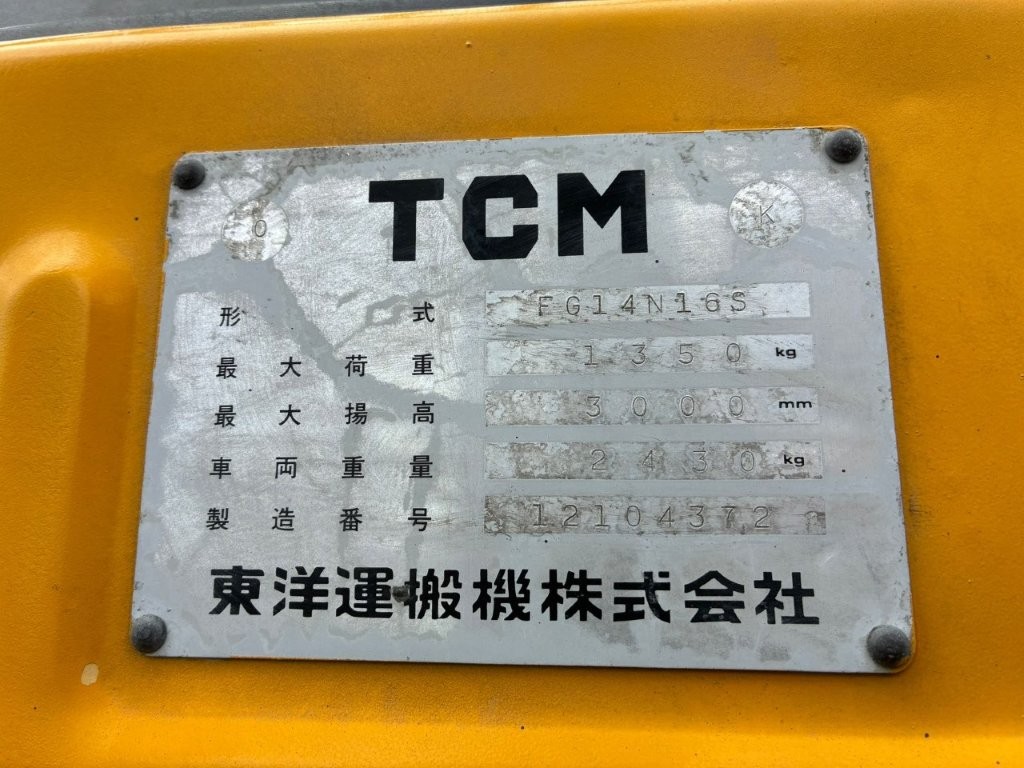 TCM
O K
形式 FG14N16S
最大荷重 1350 kg
最大揚高 3000 mm
車両重量 2430 kg
製造番号 12104372
東洋運搬機株式会社